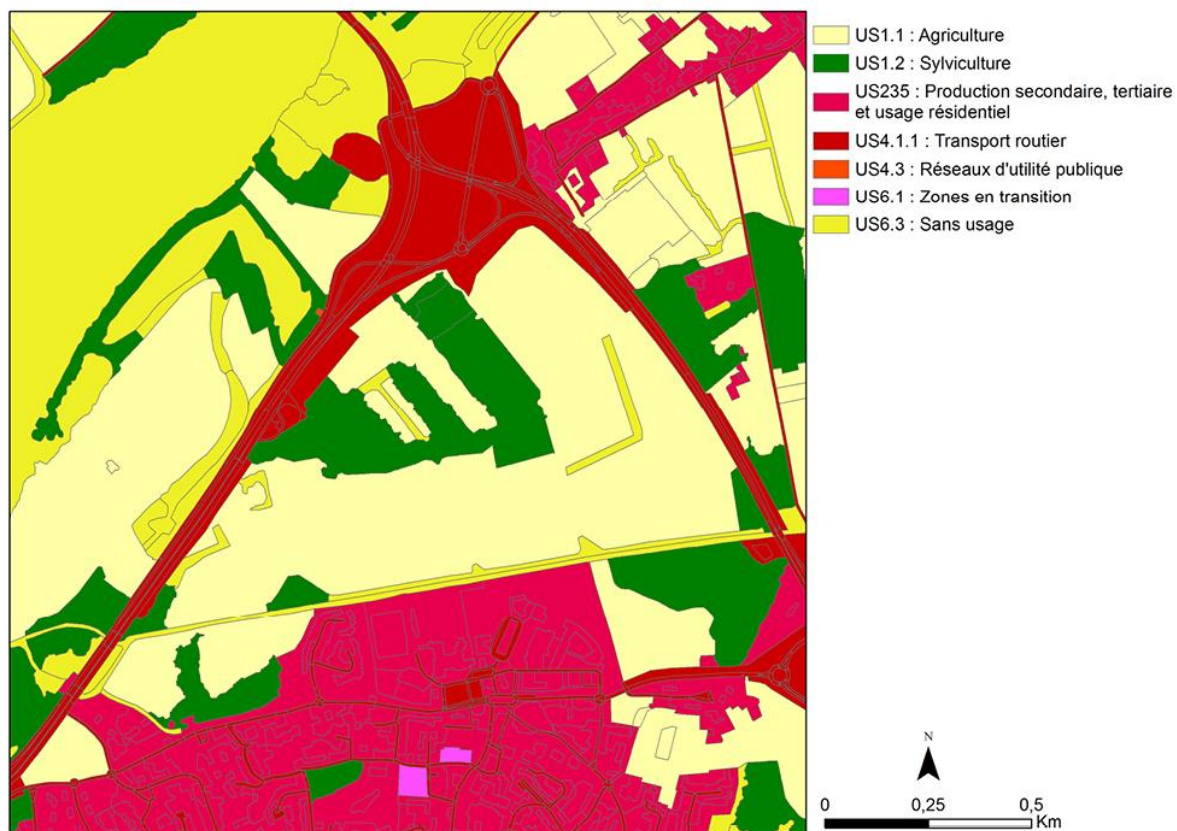 US1.1 : Agriculture
US1.2 : Sylviculture
US235 : Production secondaire, tertiaire
et usage résidentiel
US4.1.1 : Transport routier
US4.3 : Réseaux d'utilité publique
US6.1 : Zones en transition
US6.3 : Sans usage
N
0 0,25 0,5
Km